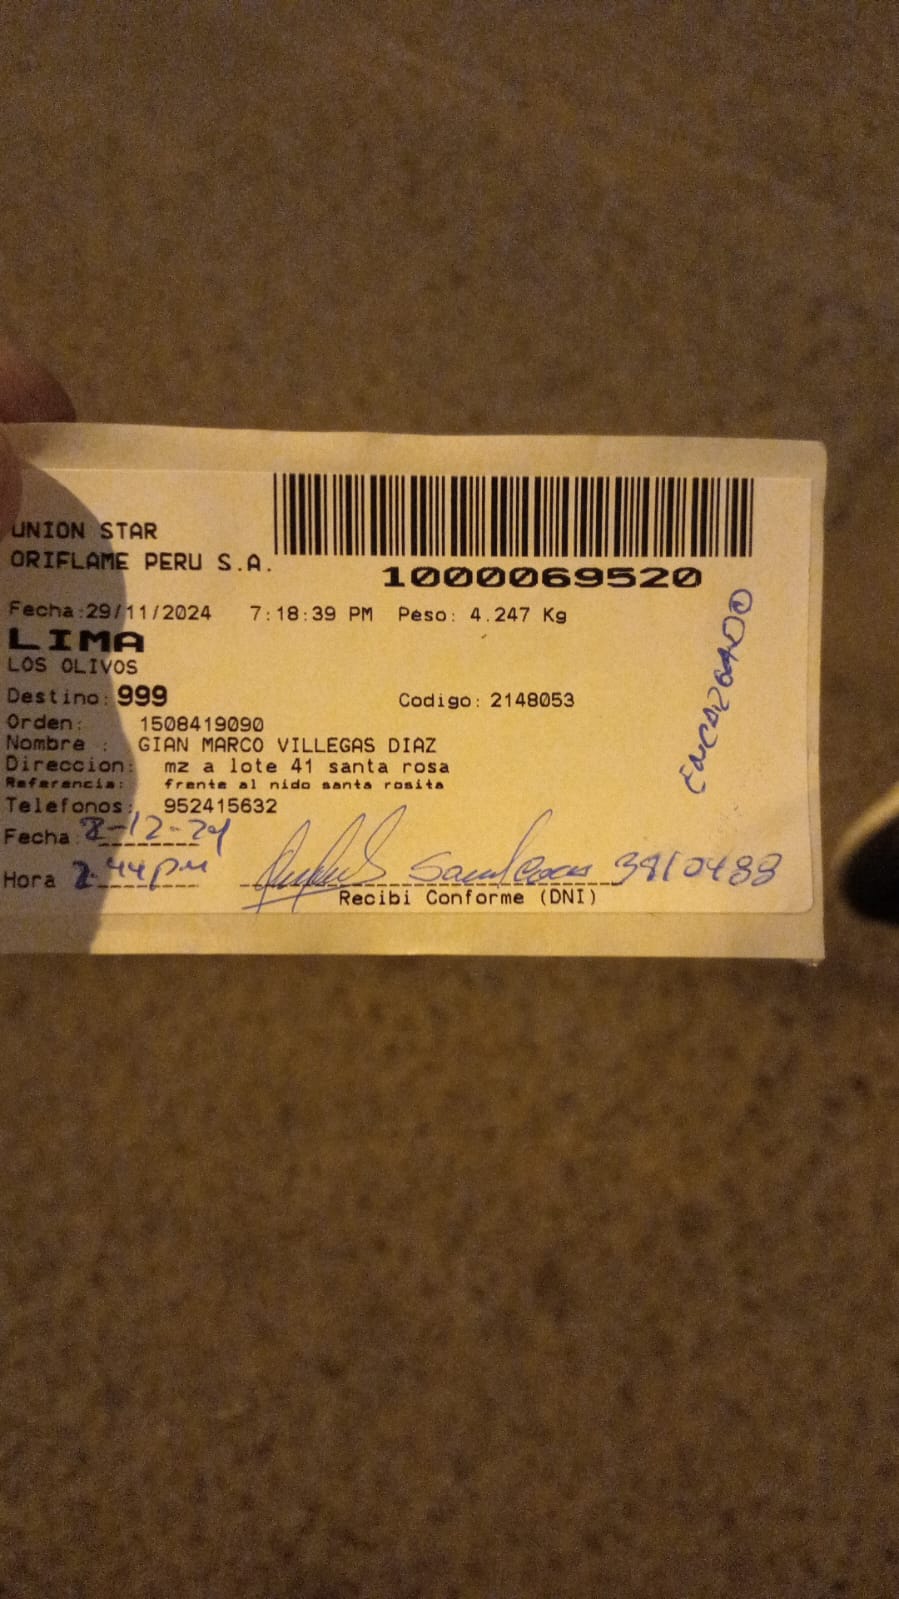 UNION STAR
ORIFLAME PERU S.A.
1000069520
Fecha:29/11/2024 7:18:39 PM Peso: 4.247 Kg
LIMA
LOS OLIVOS
Destino: 999 Codigo: 2148053
Orden: 1508419090
Nombre : GIAN MARCO VILLEGAS DIAZ
Direccion: mz a lote 41 santa rosa
Referencia: frente al nido santa rosita
Telefonos: 952415632
Fecha -12-24
Hora :44pm
Recibi Conforme (DNI)
ENCARGADO